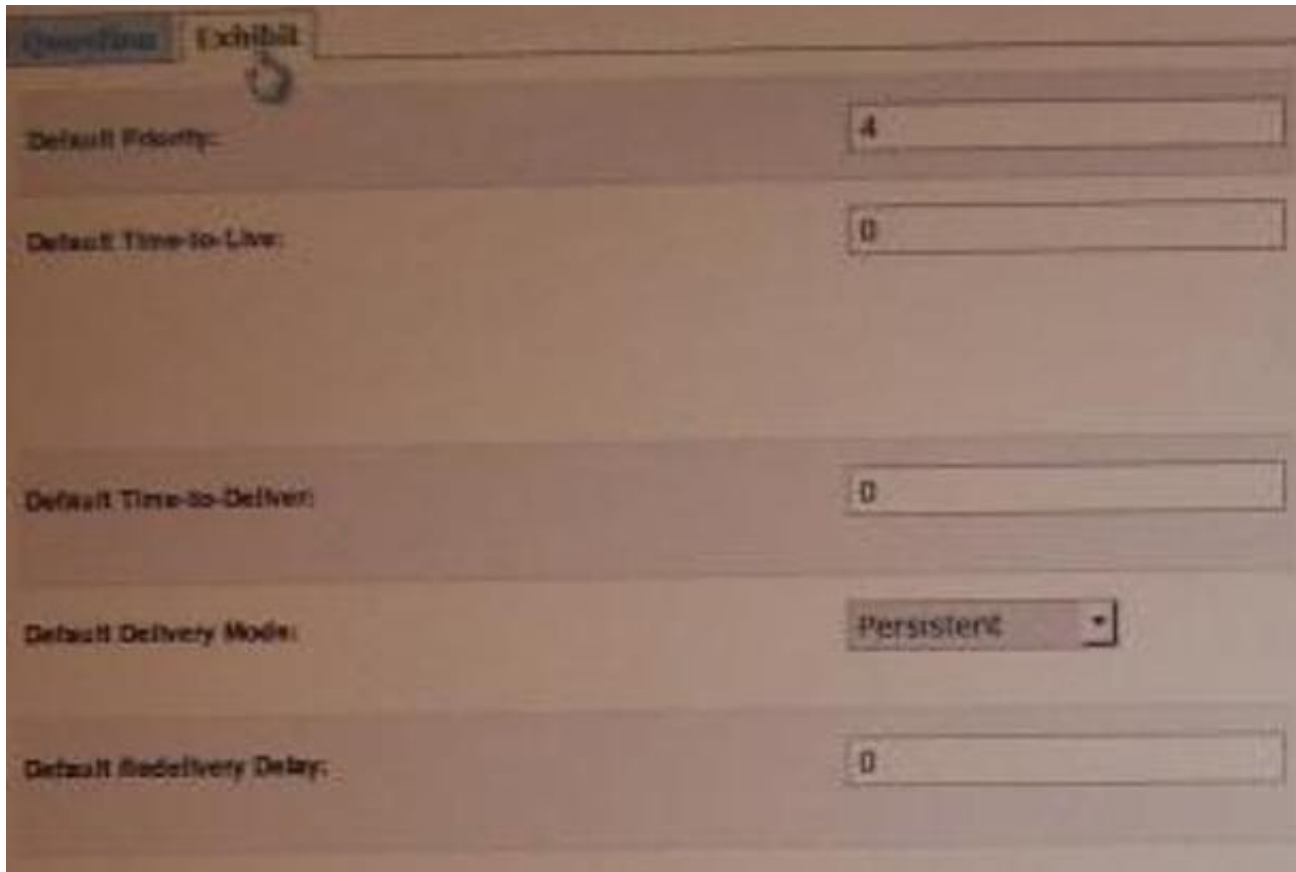 Question Exhibit
Default Priority: 4
Default Time-to-Live: 0
Default Time-to-Deliver: 0
Default Delivery Mode: Persistent
Default Redelivery Delay: 0